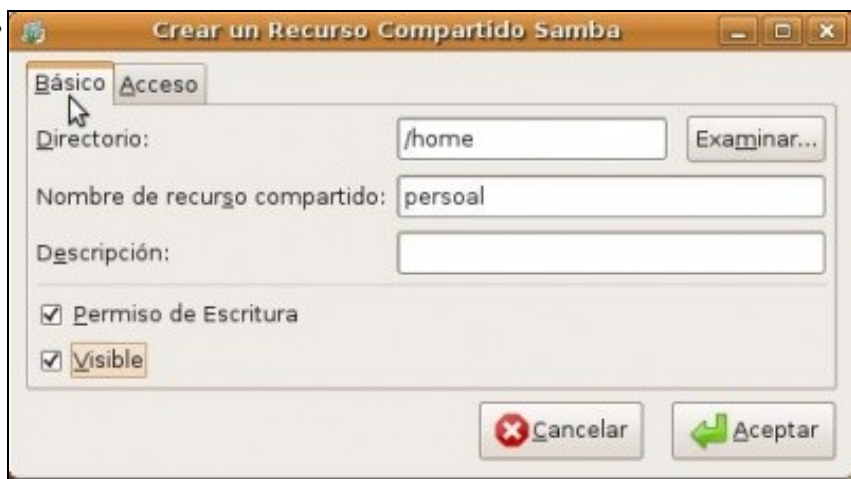 Crear un Recurso Compartido Samba
Básico Acceso
Directorio: /home Examinar...
Nombre de recurso compartido: persoal
Descripción:
Permiso de Escritura
Visible
Cancelar Aceptar